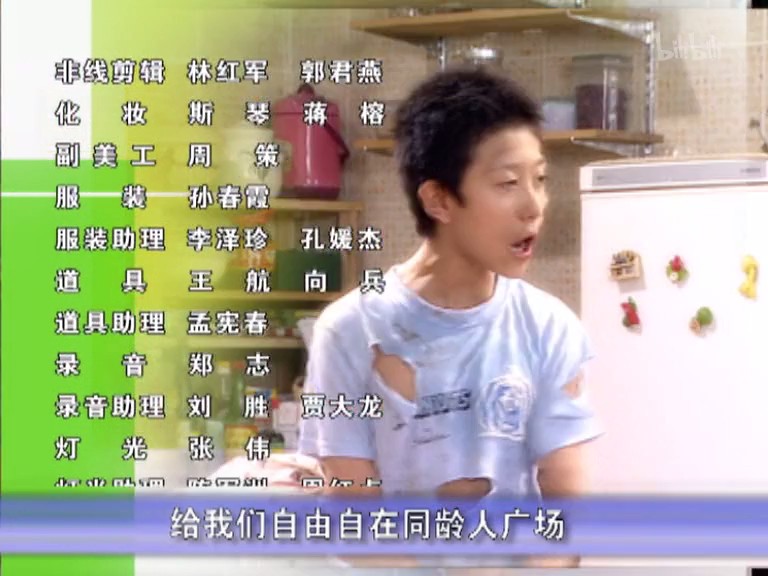 bilibili
非线剪辑 林红军 郭君燕
化妆 斯琴 蒋榕
副美工 周策
服装 孙春霞
服装助理 李泽珍 孔媛杰
道具 王航 向兵
道具助理 孟宪春
录音 郑志
录音助理 刘胜 贾大龙
灯光 张伟
给我们自由自在同龄人广场